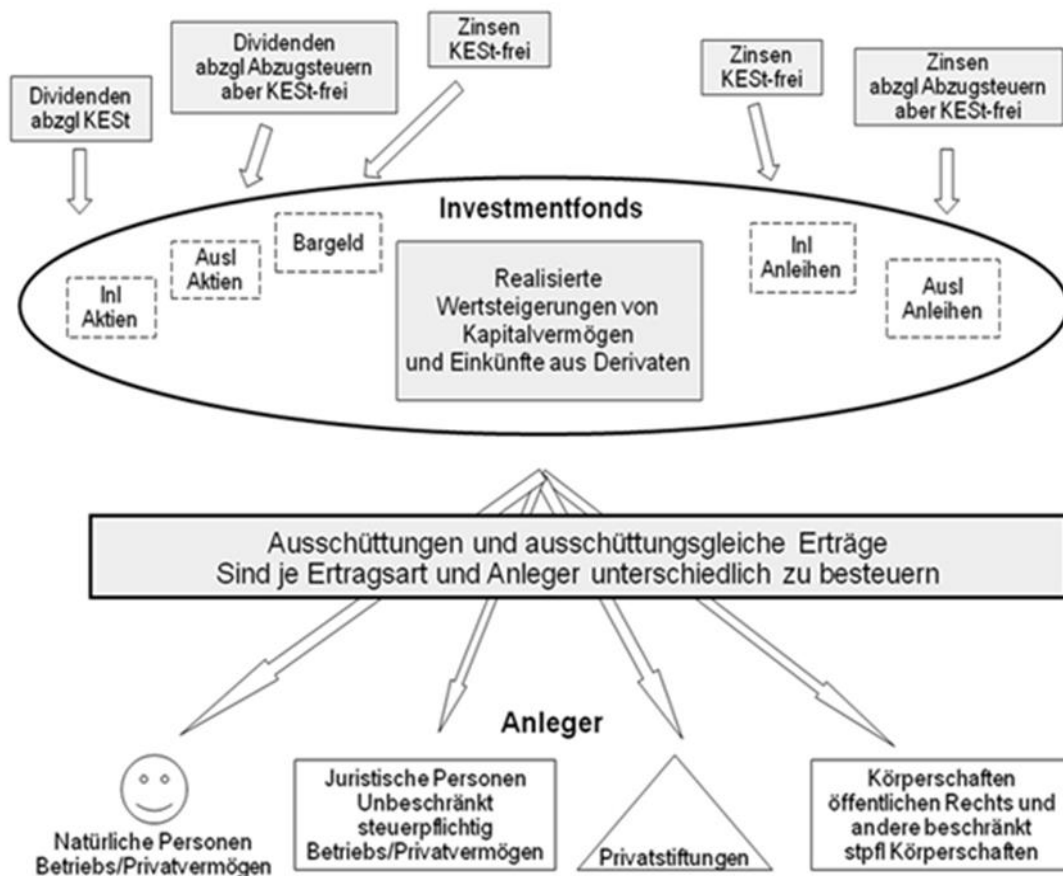 Dividenden
abzgl KESt
Dividenden
abzgl Abzugsteuern
aber KESt-frei
Zinsen
KESt-frei
Zinsen
KESt-frei
Zinsen
abzgl Abzugsteuern
aber KESt-frei
Investmentfonds
Inl
Aktien
Ausl
Aktien
Bargeld
Realisierte
Wertsteigerungen von
Kapitalvermögen
und Einkünfte aus Derivaten
Inl
Anleihen
Ausl
Anleihen
Ausschüttungen und ausschüttungsgleiche Erträge
Sind je Ertragsart und Anleger unterschiedlich zu besteuern
Anleger
Natürliche Personen
Betriebs/Privatvermögen
Juristische Personen
Unbeschränkt
steuerpflichtig
Betriebs/Privatvermögen
Privatstiftungen
Körperschaften
öffentlichen Rechts und
andere beschränkt
stpfl Körperschaften